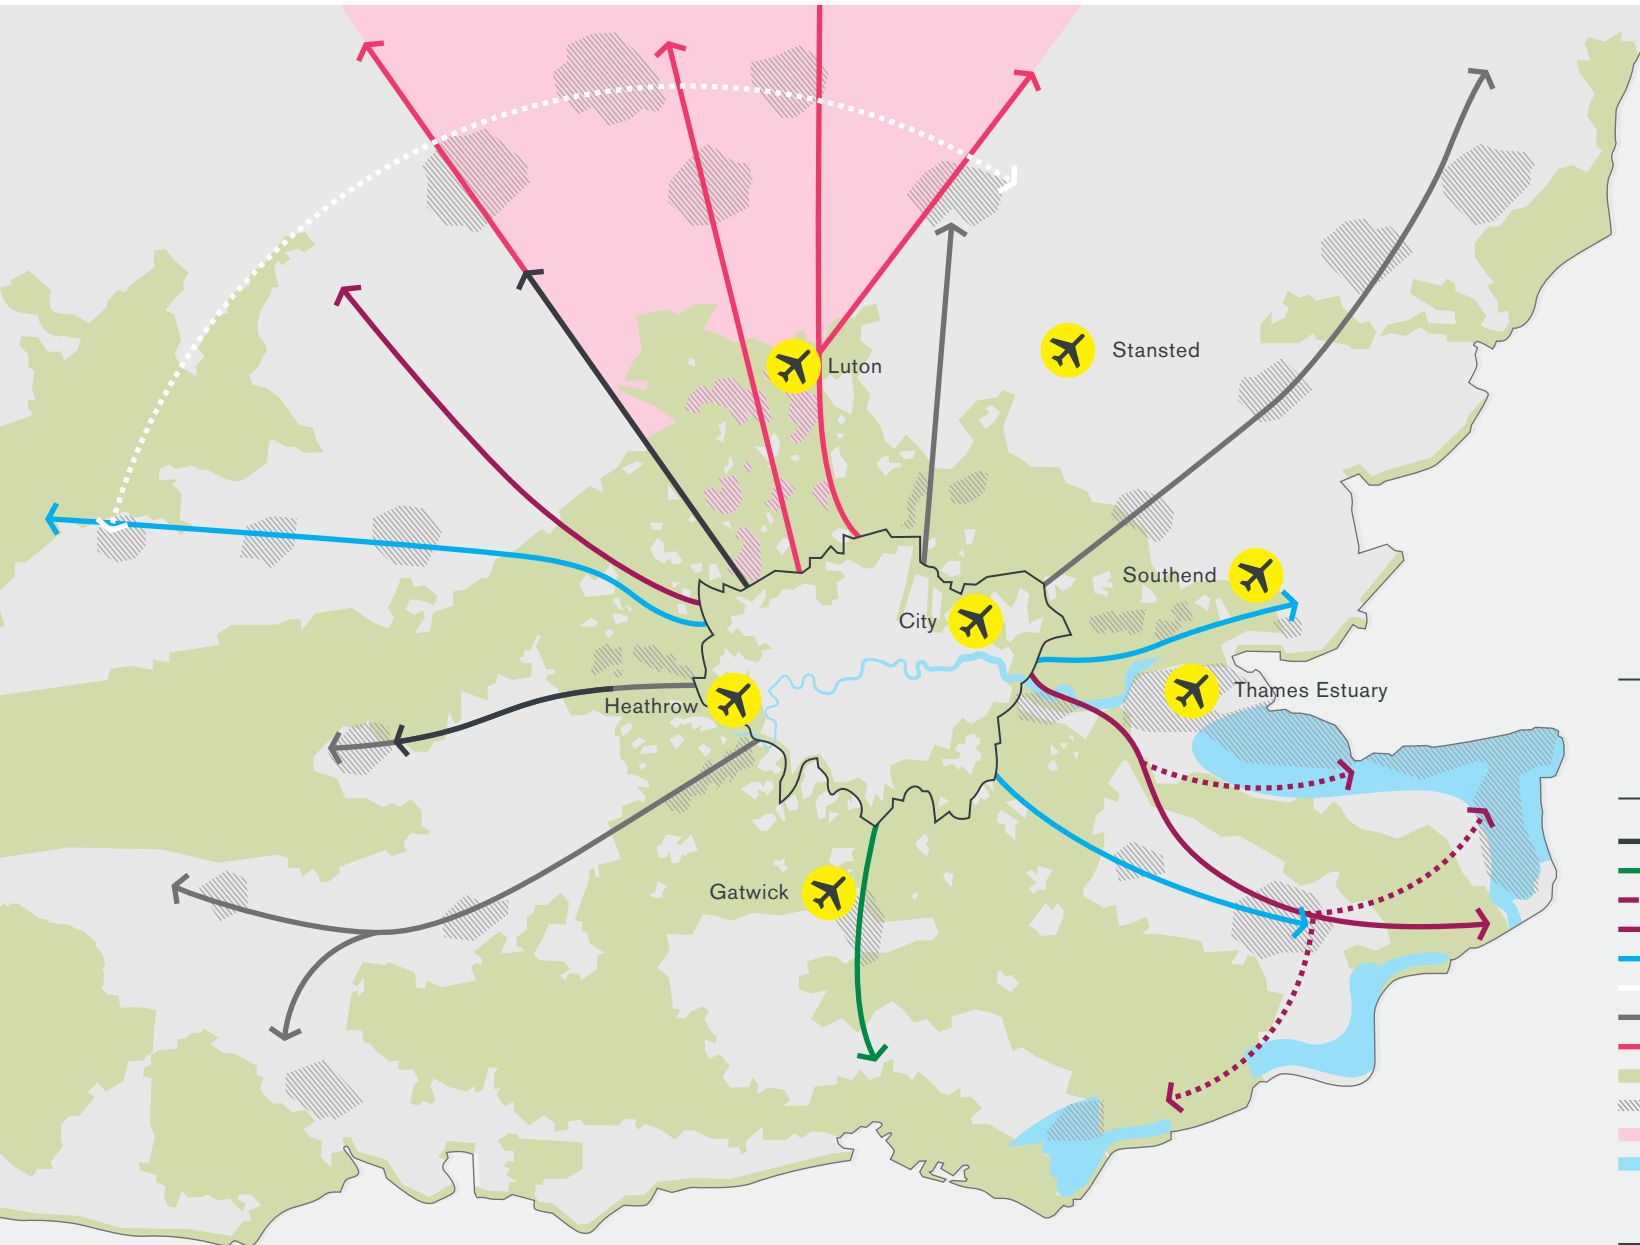 Stansted
Luton
Southend
City
Thames Estuary
Heathrow
Gatwick